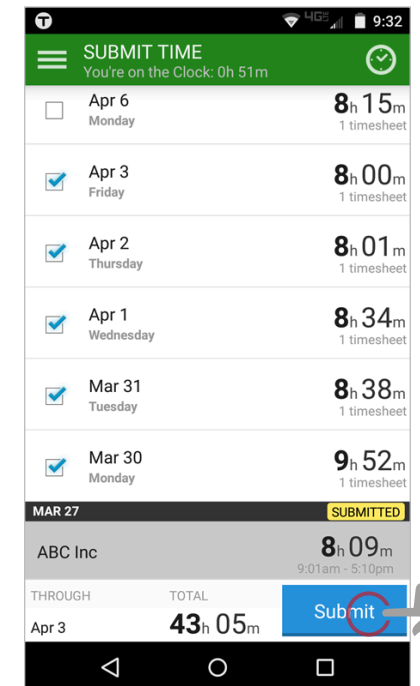 T 4G 9:32
SUBMIT TIME
You're on the Clock: 0h 51m
Apr 6 8h 15m
Monday 1 timesheet
Apr 3 8h 00m
Friday 1 timesheet
Apr 2 8h 01m
Thursday 1 timesheet
Apr 1 8h 34m
Wednesday 1 timesheet
Mar 31 8h 38m
Tuesday 1 timesheet
Mar 30 9h 52m
Monday 1 timesheet
MAR 27 SUBMITTED
ABC Inc 8h 09m
9:01am - 5:10pm
THROUGH TOTAL
Apr 3 43h 05m
Submit